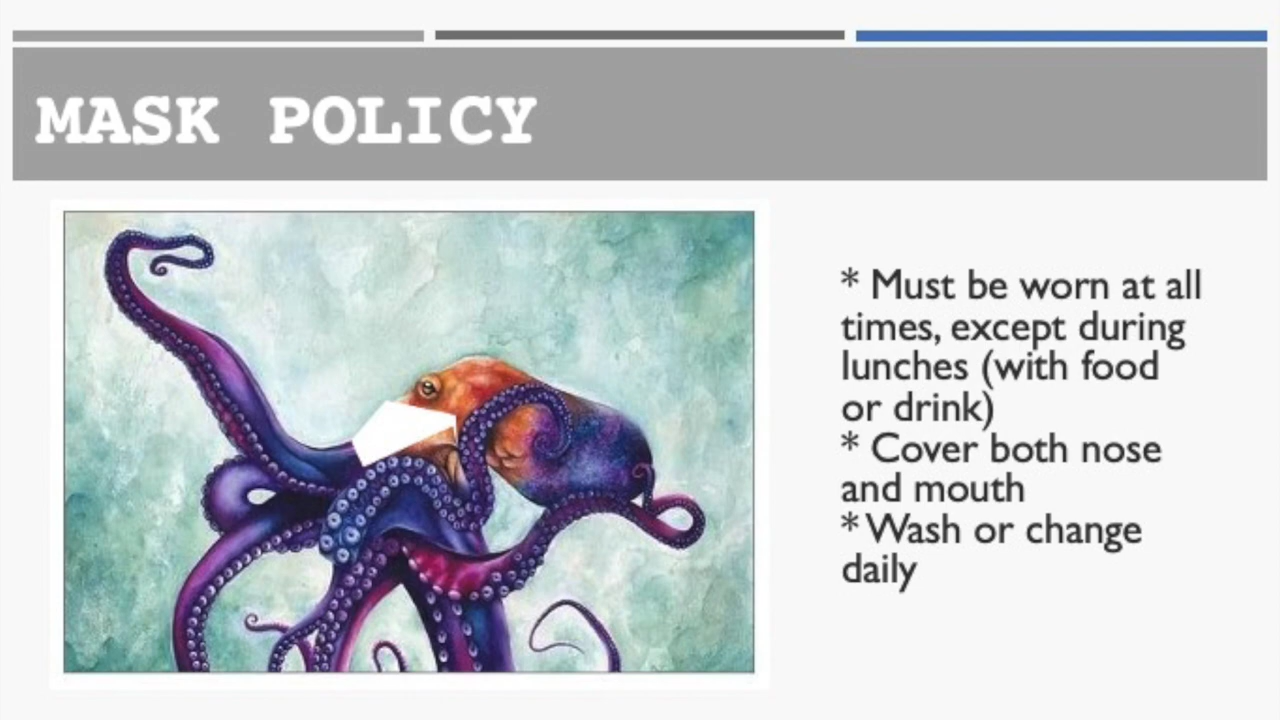 MASK POLICY
* Must be worn at all
times, except during
lunches (with food
or drink)
* Cover both nose
and mouth
* Wash or change
daily